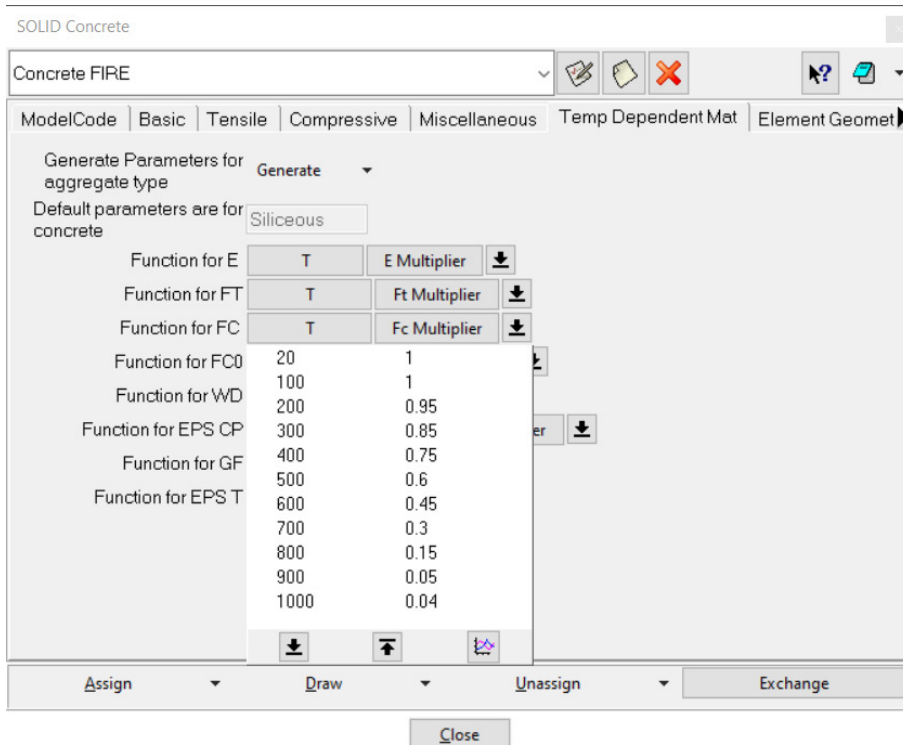 SOLID Concrete
Concrete FIRE
ModelCode Basic Tensile Compressive Miscellaneous Temp Dependent Mat Element Geomet
Generate Parameters for
aggregate type
Generate
Default parameters are for
concrete
Siliceous
Function for E T E Multiplier
Function for FT T Ft Multiplier
Function for FC T Fc Multiplier
Function for FC0
Function for WD
Function for EPS CP er
Function for GF
Function for EPS T
20 1
100 1
200 0.95
300 0.85
400 0.75
500 0.6
600 0.45
700 0.3
800 0.15
900 0.05
1000 0.04
Assign Draw Unassign Exchange
Close